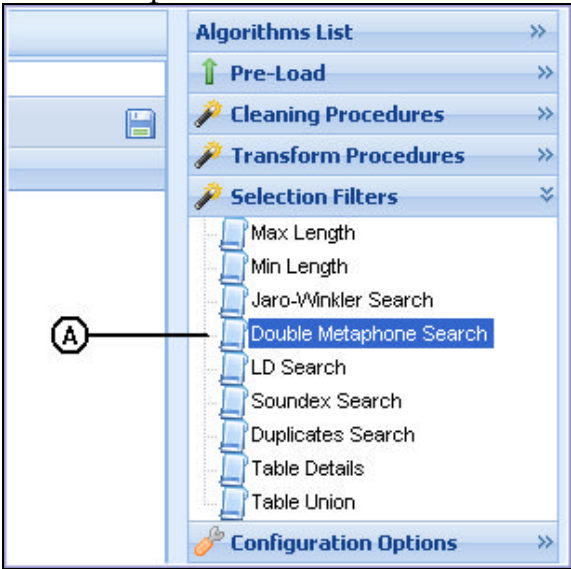 Algorithms List
Pre-Load
Cleaning Procedures
Transform Procedures
Selection Filters
Max Length
Min Length
Jaro-Winkler Search
A
Double Metaphone Search
LD Search
Soundex Search
Duplicates Search
Table Details
Table Union
Configuration Options